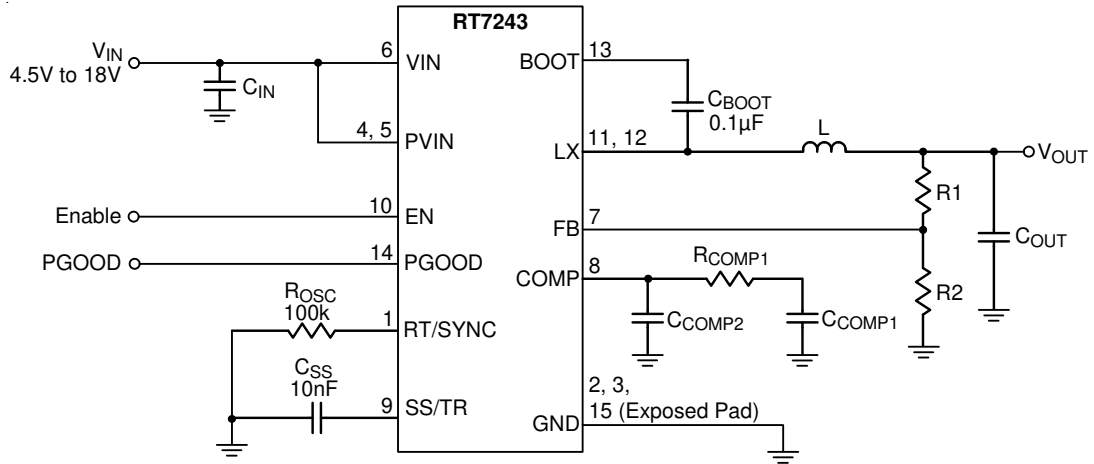 RT7243
VIN
4.5V to 18V
CIN
6
VIN
4, 5
PVIN
Enable
10
EN
PGOOD
14
PGOOD
ROSC
100k
1
RT/SYNC
CSS
10nF
9
SS/TR
BOOT
13
CBOOT
0.1µF
LX
11, 12
L
VOUT
R1
FB
7
COUT
R2
COMP
8
RCOMP1
CCOMP2
CCOMP1
2, 3,
GND
15 (Exposed Pad)